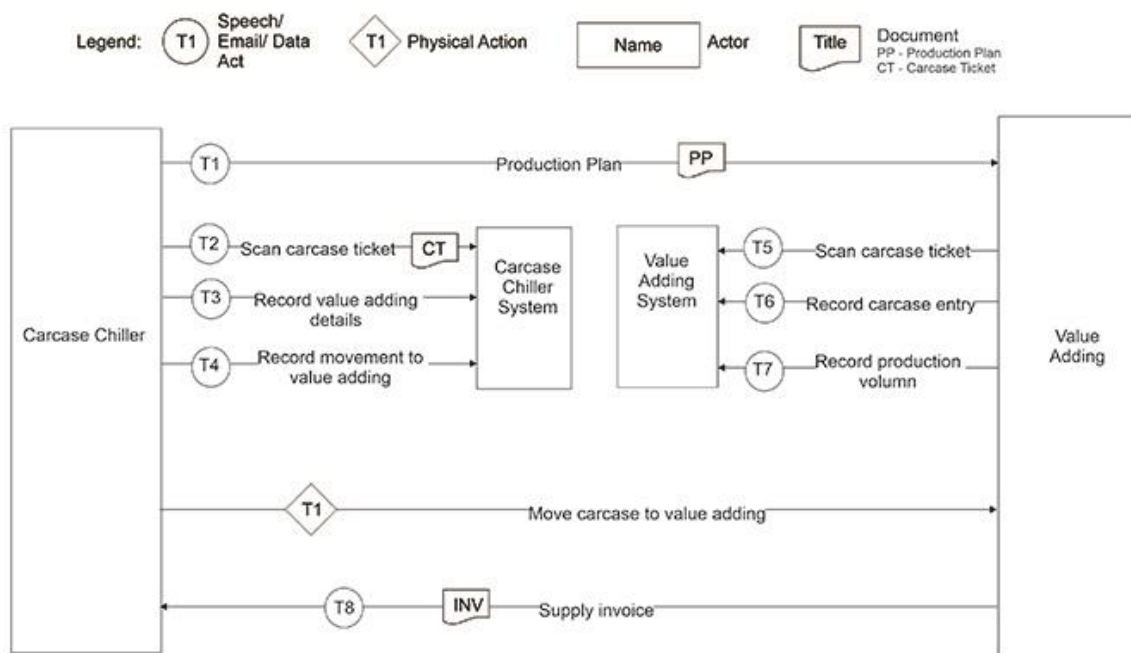 Legend:
T1
Speech/
Email/ Data
Act
T1
Physical Action
Name
Actor
Title
Document
PP - Production Plan
CT - Carcase Ticket
Carcase Chiller
T1
Production Plan
PP
T2
Scan carcase ticket
CT
T3
Record value adding
details
T4
Record movement to
value adding
Carcase
Chiller
System
Value
Adding
System
T5
Scan carcase ticket
T6
Record carcase entry
T7
Record production
volumn
Value
Adding
T1
Move carcase to value adding
T8
INV
Supply invoice